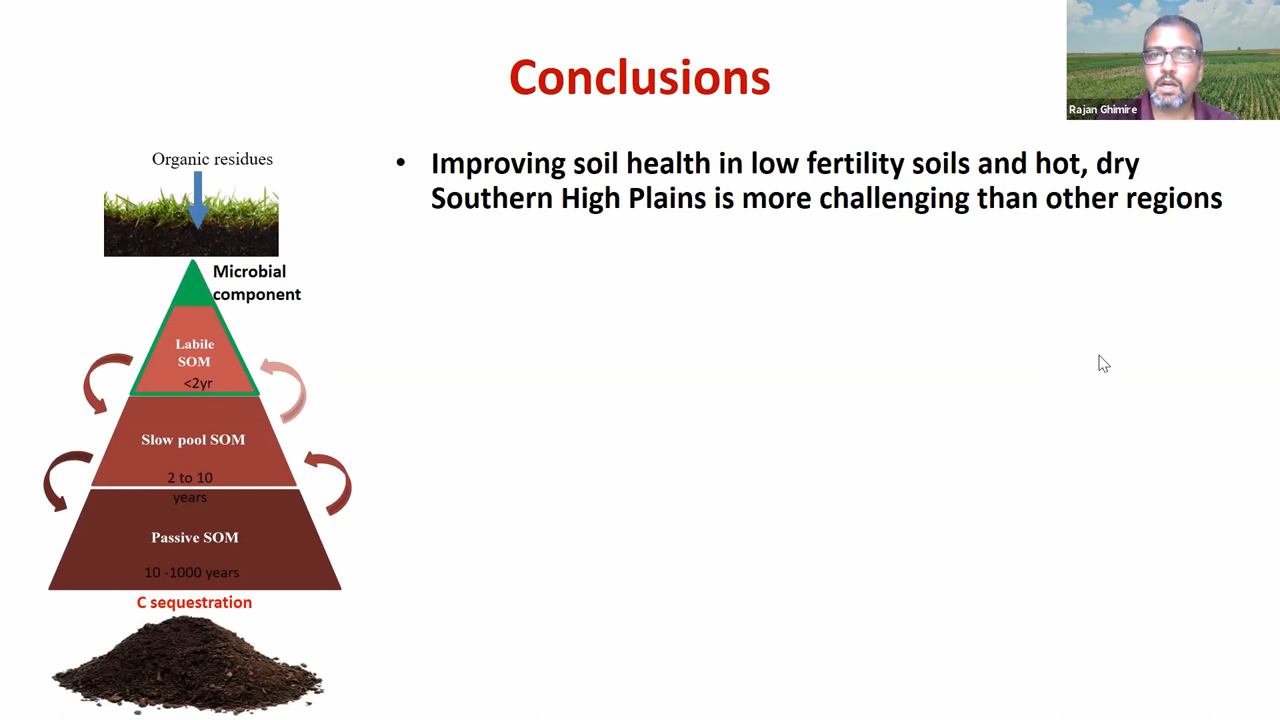 Conclusions
Rajan Ghimire
Organic residues
• Improving soil health in low fertility soils and hot, dry
Southern High Plains is more challenging than other regions
Microbial
component
Labile
SOM
<2yr
Slow pool SOM
2 to 10
years
Passive SOM
10 -1000 years
C sequestration